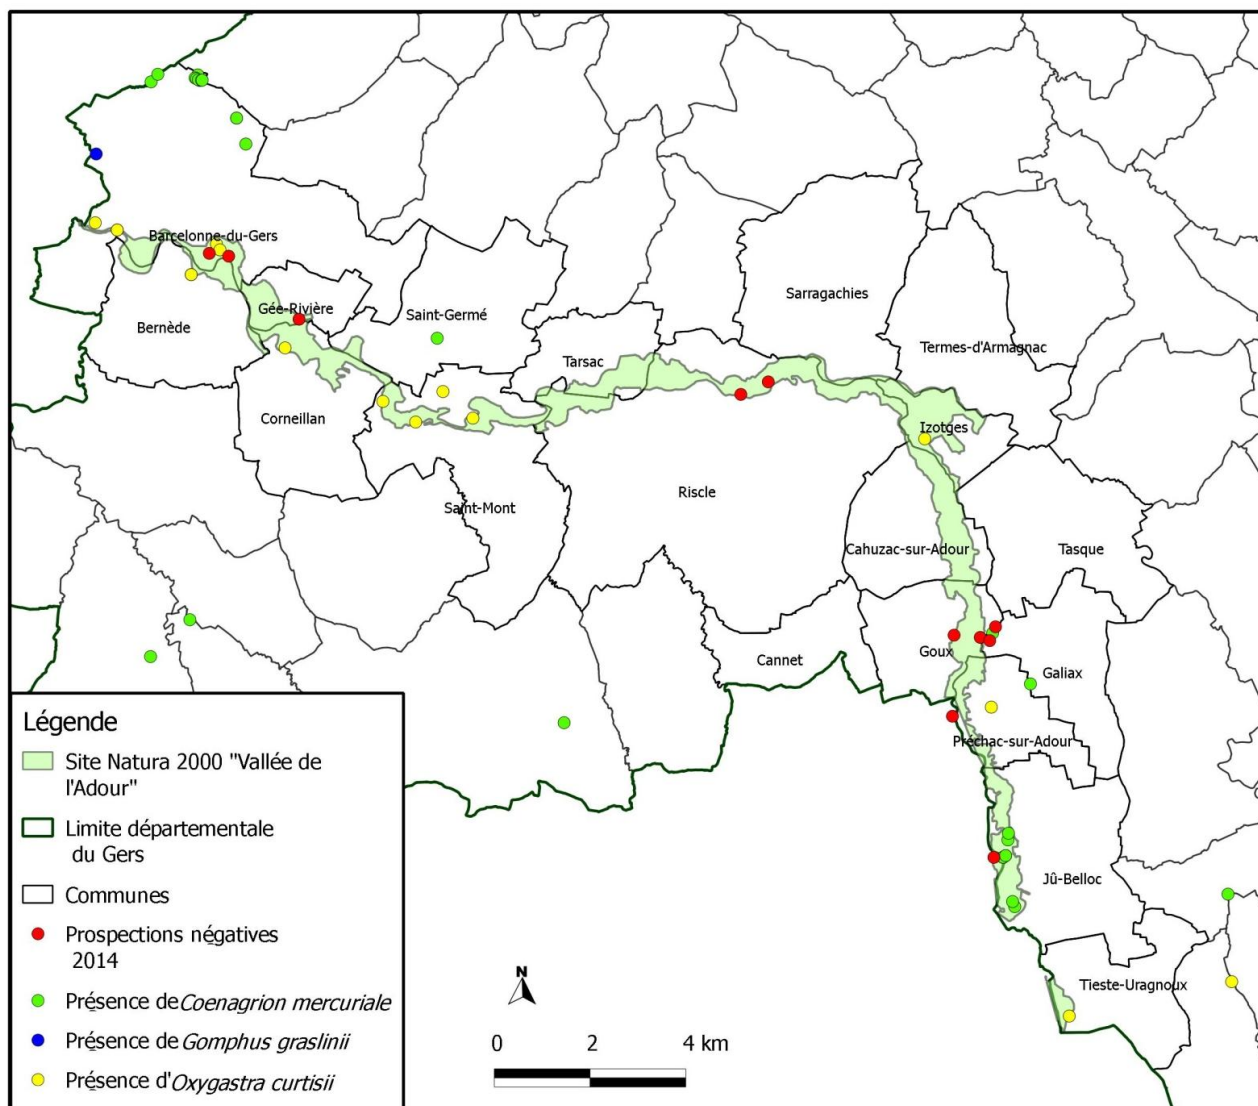 Barcelonne-du-Gers
Gée-Rivière
Bernède
Saint-Germé
Sarragachies
Tarsac
Termes-d'Armagnac
Corneillan
Izotges
Riscle
Saint-Mont
Cahuzac-sur-Adour
Tasque
Goux
Cannet
Galiax
Préchac-sur-Adour
Jû-Belloc
Tieste-Uragnoux
Légende
Site Natura 2000 "Vallée de
l'Adour"
Limite départementale
du Gers
Communes
Prospections négatives
2014
Présence de Coenagrion mercuriale
Présence de Gomphus graslinii
Présence d'Oxygastra curtisii
N
0 2 4 km